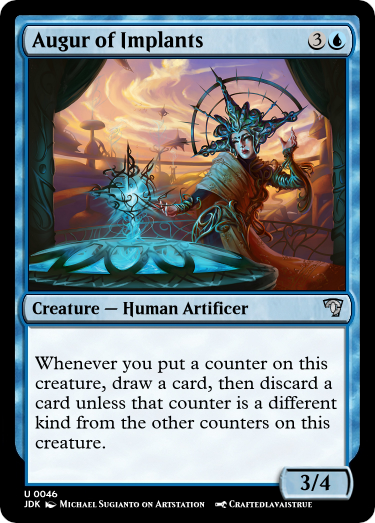 Augur of Implants 3
Creature — Human Artificer
Whenever you put a counter on this
creature, draw a card, then discard a
card unless that counter is a different
kind from the other counters on this
creature.
3/4
U 0046
JDK Michael Sugianto on Artstation Craftedlavaistrue